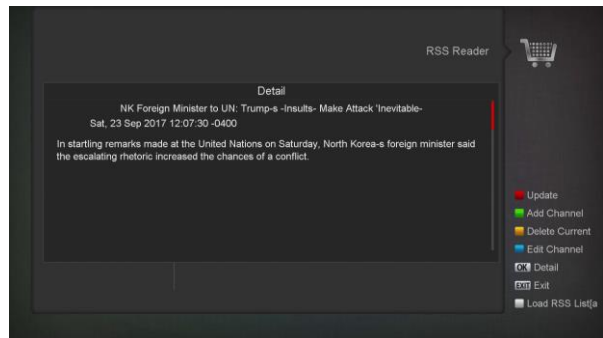 RSS Reader
Detail
NK Foreign Minister to UN: Trump-s -Insults- Make Attack 'Inevitable-
Sat, 23 Sep 2017 12:07:30 -0400
In startling remarks made at the United Nations on Saturday, North Korea-s foreign minister said
the escalating rhetoric increased the chances of a conflict.
Update
Add Channel
Delete Current
Edit Channel
OK Detail
EXIT Exit
Load RSS List[a